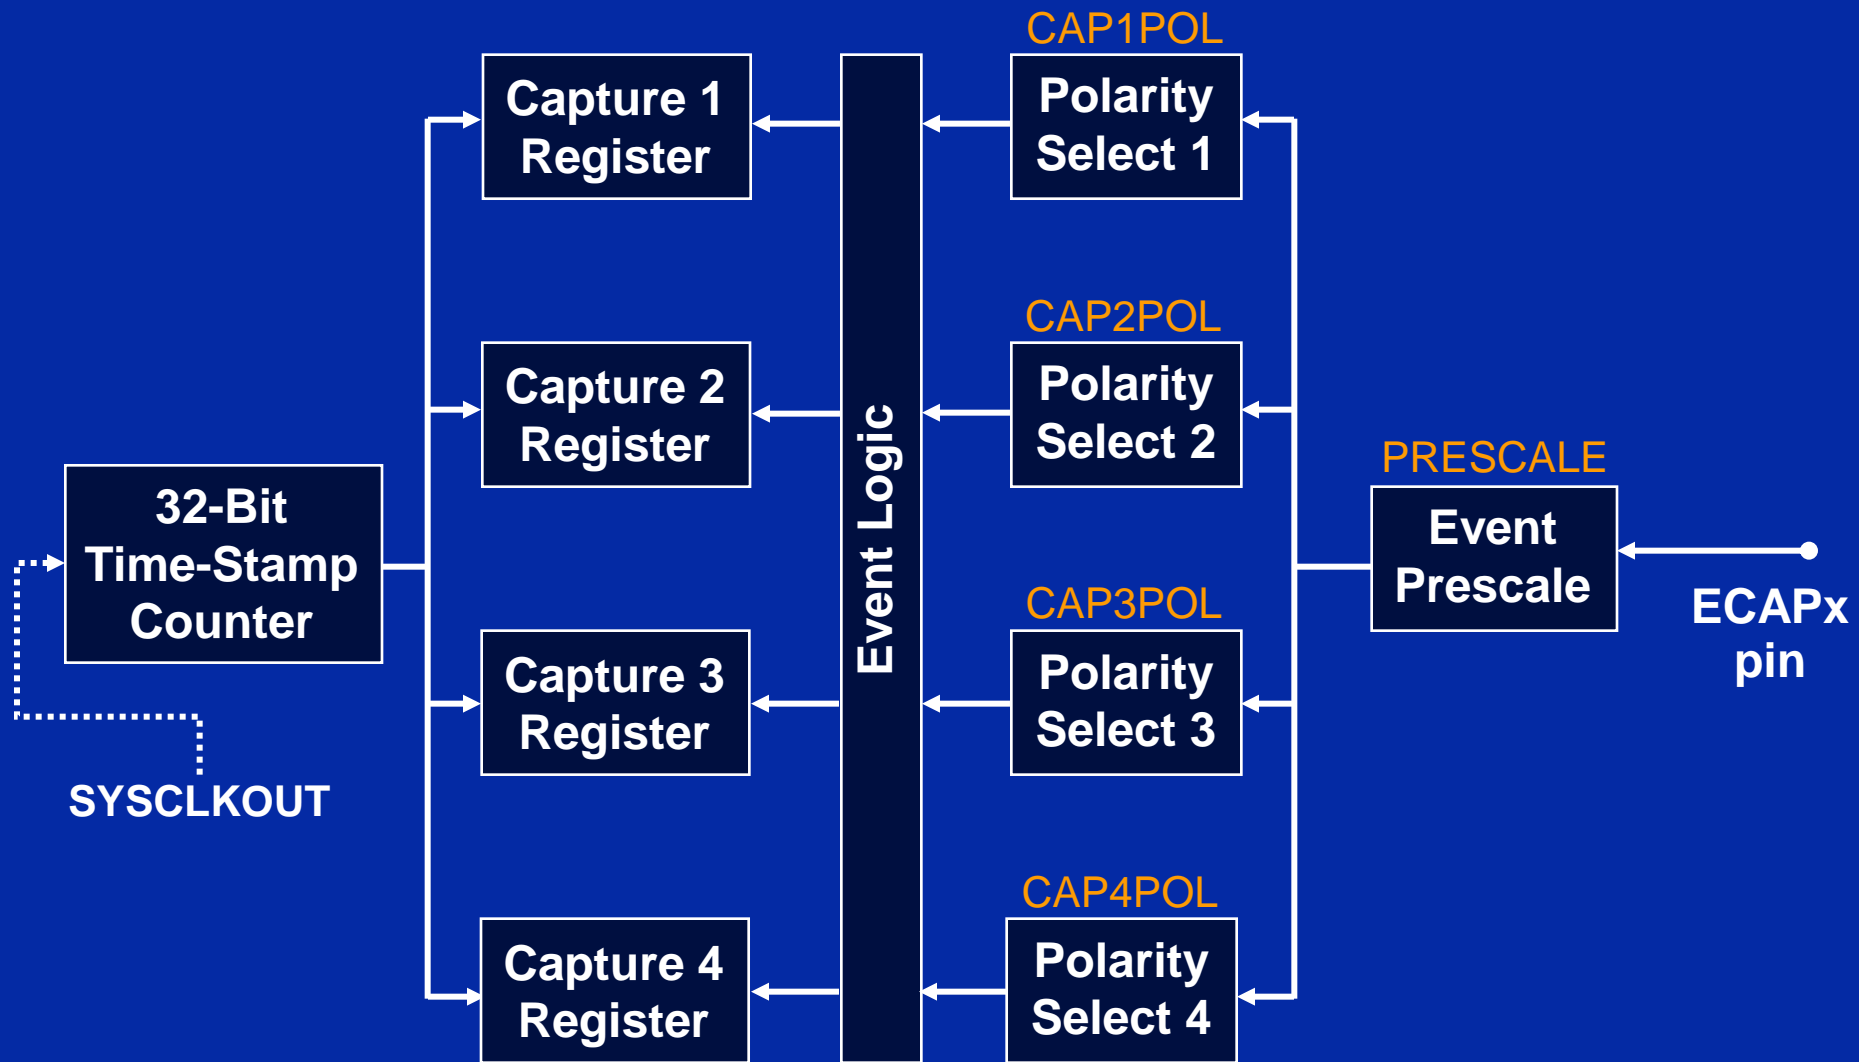 CAP1POL
Capture 1
Register
Polarity
Select 1
CAP2POL
Capture 2
Register
Polarity
Select 2
Event Logic
PRESCALE
32-Bit
Time-Stamp
Counter
Event
Prescale
ECAPx
pin
CAP3POL
Capture 3
Register
Polarity
Select 3
SYSCLKOUT
CAP4POL
Capture 4
Register
Polarity
Select 4